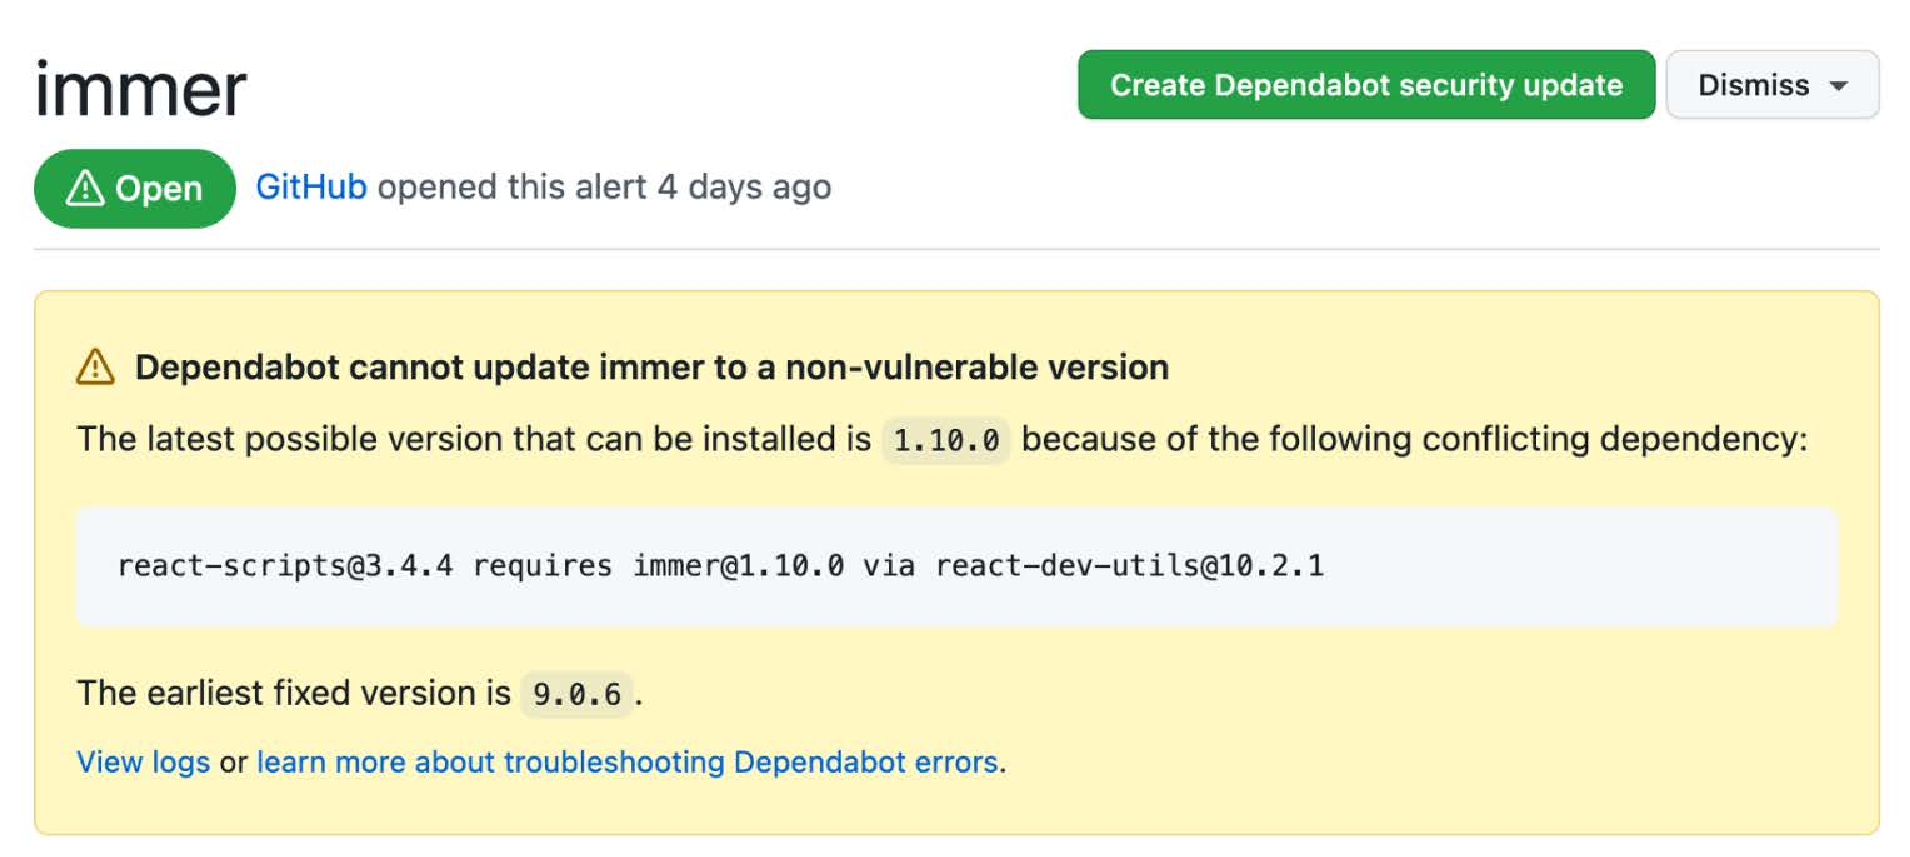 immer
Create Dependabot security update
Dismiss
Open
GitHub opened this alert 4 days ago
Dependabot cannot update immer to a non-vulnerable version
The latest possible version that can be installed is 1.10.0 because of the following conflicting dependency:
react-scripts@3.4.4 requires immer@1.10.0 via react-dev-utils@10.2.1
The earliest fixed version is 9.0.6.
View logs or learn more about troubleshooting Dependabot errors.